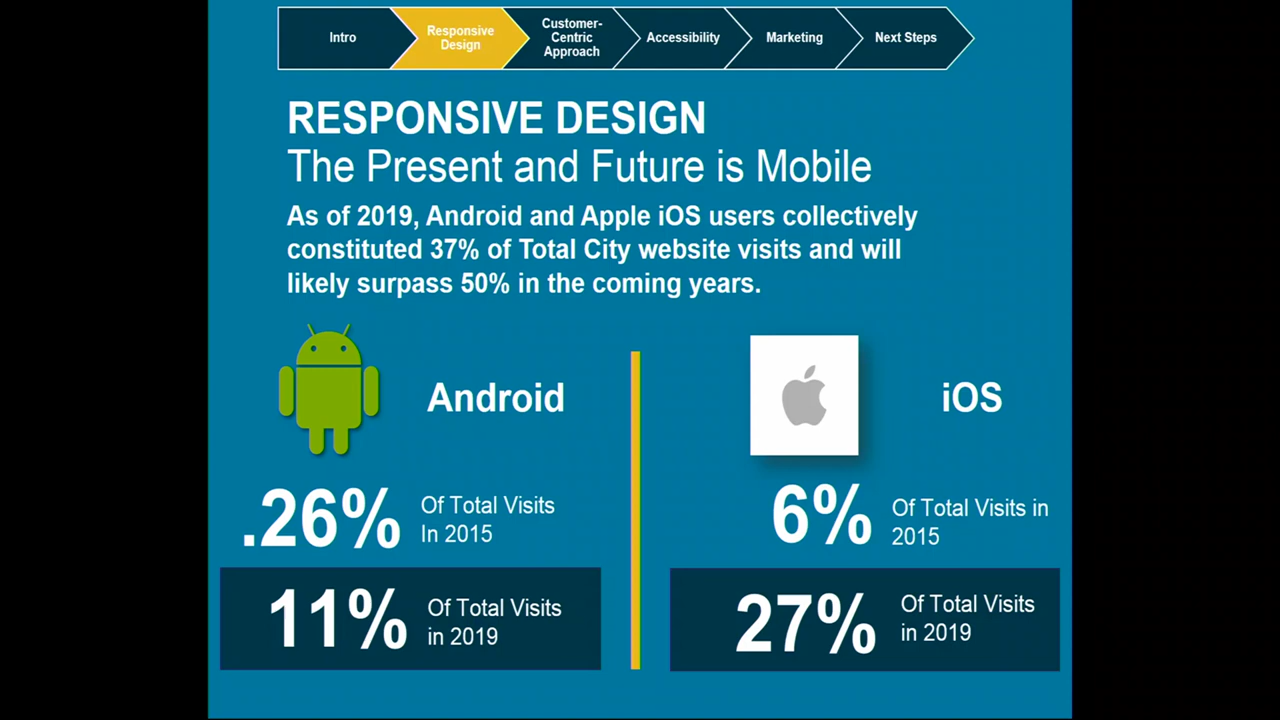 Intro
Responsive
Design
Customer-
Centric
Approach
Accessibility
Marketing
Next Steps
RESPONSIVE DESIGN
The Present and Future is Mobile
As of 2019, Android and Apple iOS users collectively
constituted 37% of Total City website visits and will
likely surpass 50% in the coming years.
Android
iOS
.26%
Of Total Visits
In 2015
6%
Of Total Visits in
2015
11%
Of Total Visits
in 2019
27%
Of Total Visits
in 2019